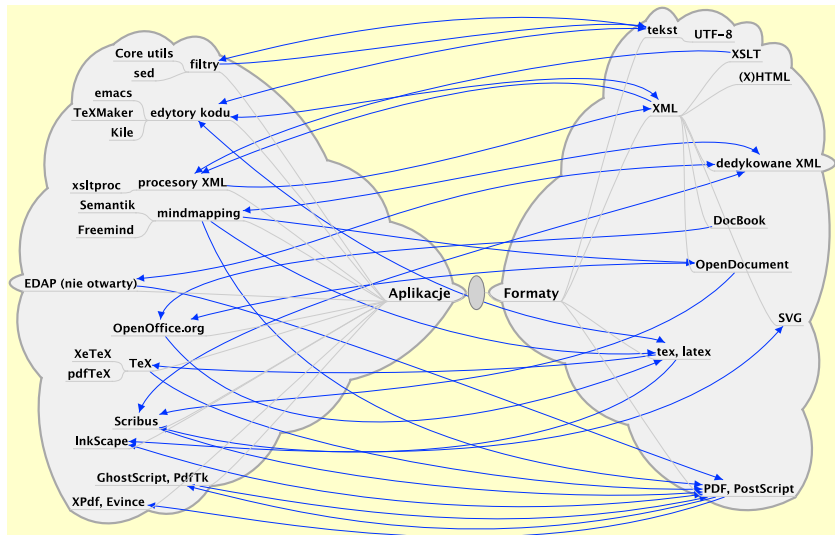 Core utils
sed
filtry
emacs
TeXMaker
Kile
edytory kodu
xsltproc
procesory XML
Semantik
Freemind
mindmapping
EDAP (nie otwarty)
OpenOffice.org
XeTeX
pdfTeX
TeX
Scribus
InkScape
GhostScript, PdfTk
XPdf, Evince
Aplikacje
Formaty
tekst
UTF-8
XML
XSLT
(X)HTML
dedykowane XML
DocBook
OpenDocument
SVG
tex, latex
PDF, PostScript